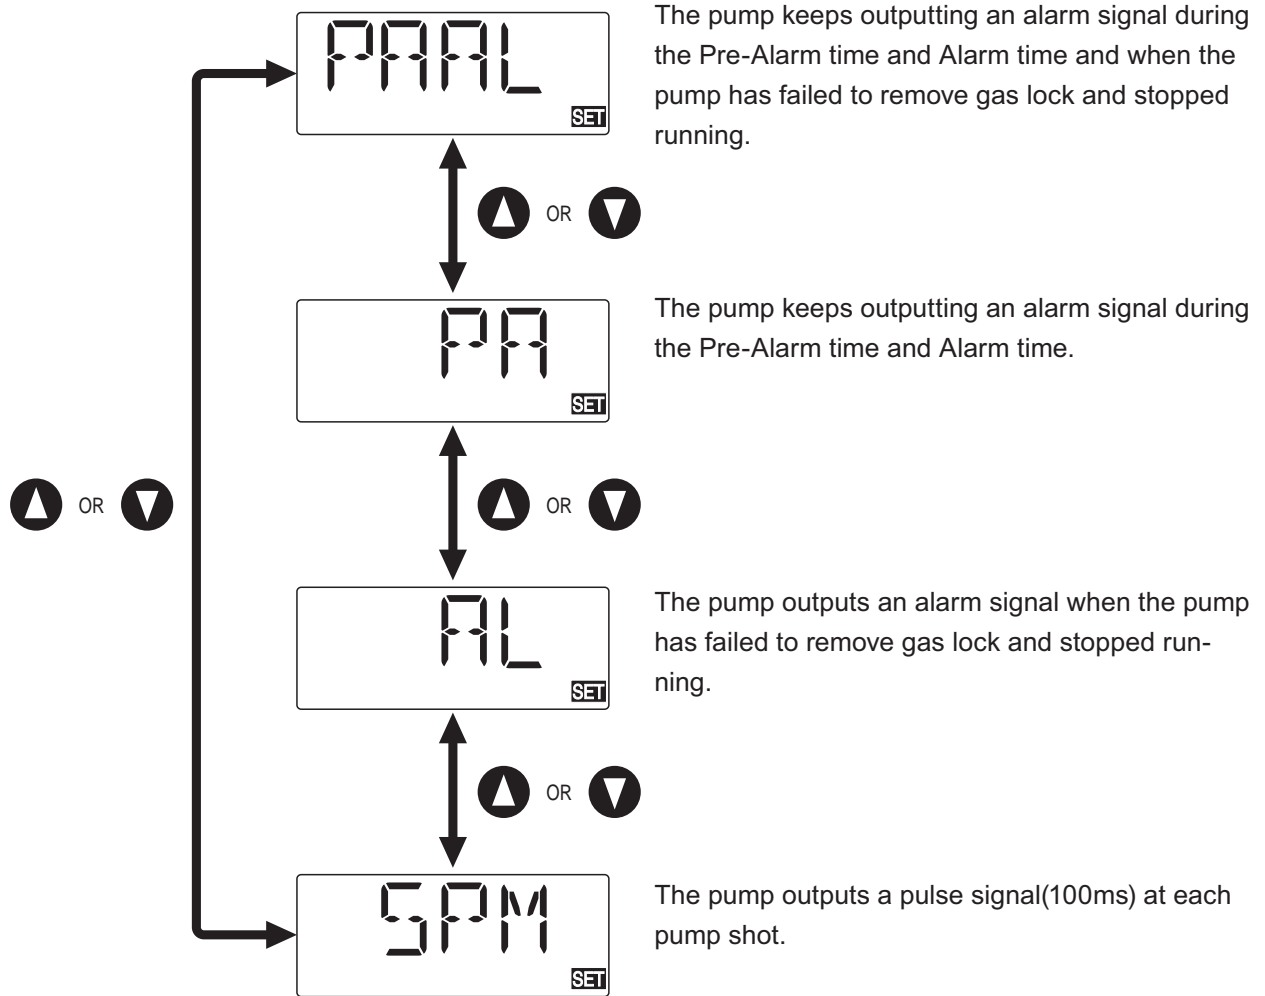 PAAL
SET
The pump keeps outputting an alarm signal during
the Pre-Alarm time and Alarm time and when the
pump has failed to remove gas lock and stopped
running.
OR
PA
SET
The pump keeps outputting an alarm signal during
the Pre-Alarm time and Alarm time.
OR
OR
AL
SET
The pump outputs an alarm signal when the pump
has failed to remove gas lock and stopped run-
ning.
OR
SPM
SET
The pump outputs a pulse signal(100ms) at each
pump shot.